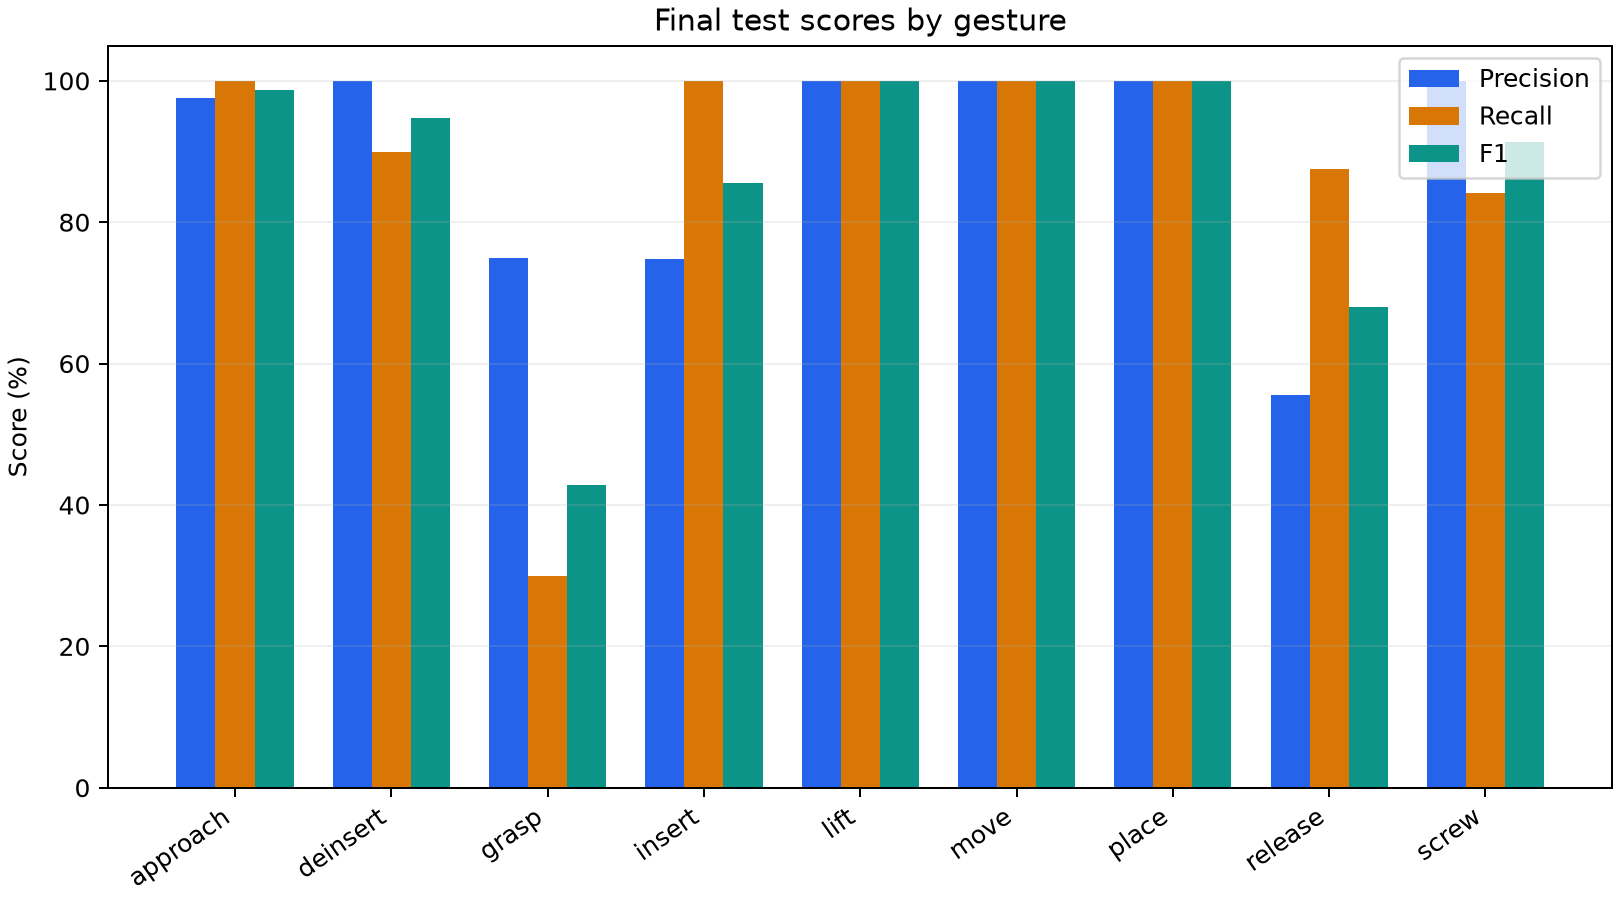 Final test scores by gesture
Score (%)
100
80
60
40
20
0
Precision
Recall
F1
approach
deinsert
grasp
insert
lift
move
place
release
screw